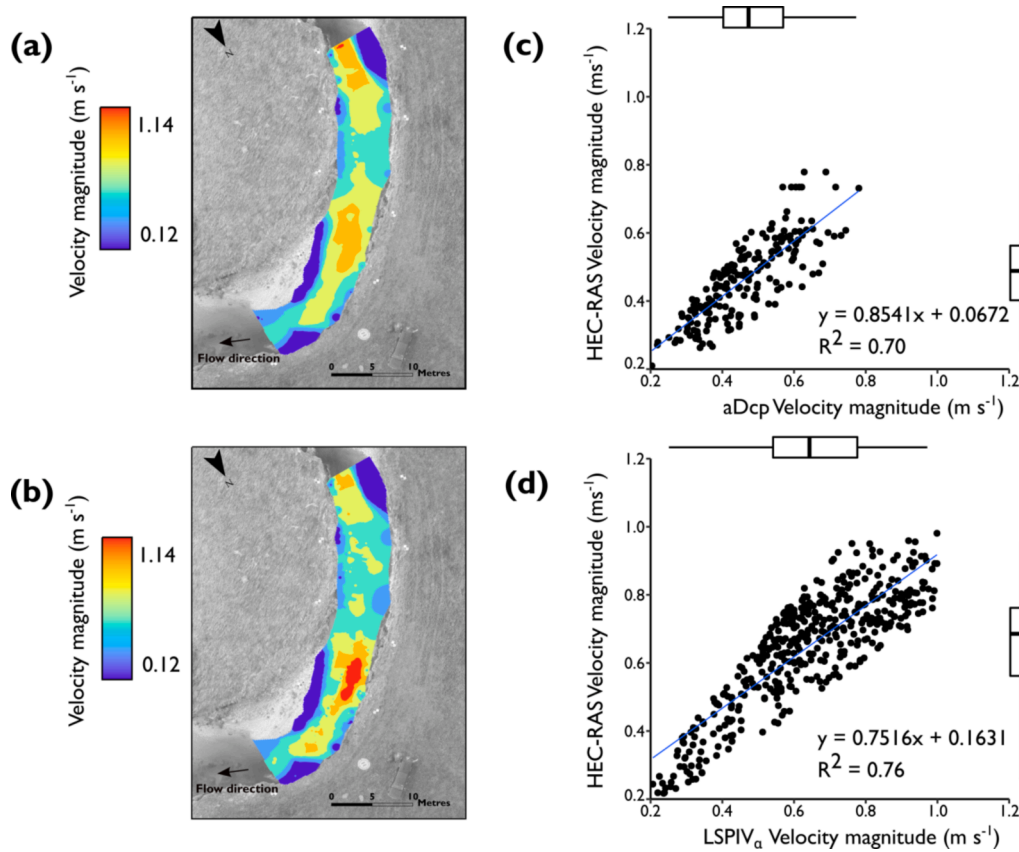 (a)
N
Velocity magnitude (m s-1)
1.14
0.12
Flow direction
0 5 10
Metres
(b)
N
Velocity magnitude (m s-1)
1.14
0.12
Flow direction
0 5 10
Metres
(c)
HEC-RAS Velocity magnitude (ms-1)
1.2
1.0
0.8
0.6
0.4
0.2
y = 0.8541x + 0.0672
R2 = 0.70
0.2 0.4 0.6 0.8 1.0 1.2
aDcp Velocity magnitude (m s-1)
(d)
HEC-RAS Velocity magnitude (ms-1)
1.2
1.0
0.8
0.6
0.4
0.2
y = 0.7516x + 0.1631
R2 = 0.76
0.2 0.4 0.6 0.8 1.0 1.2
LSPIVα Velocity magnitude (m s-1)